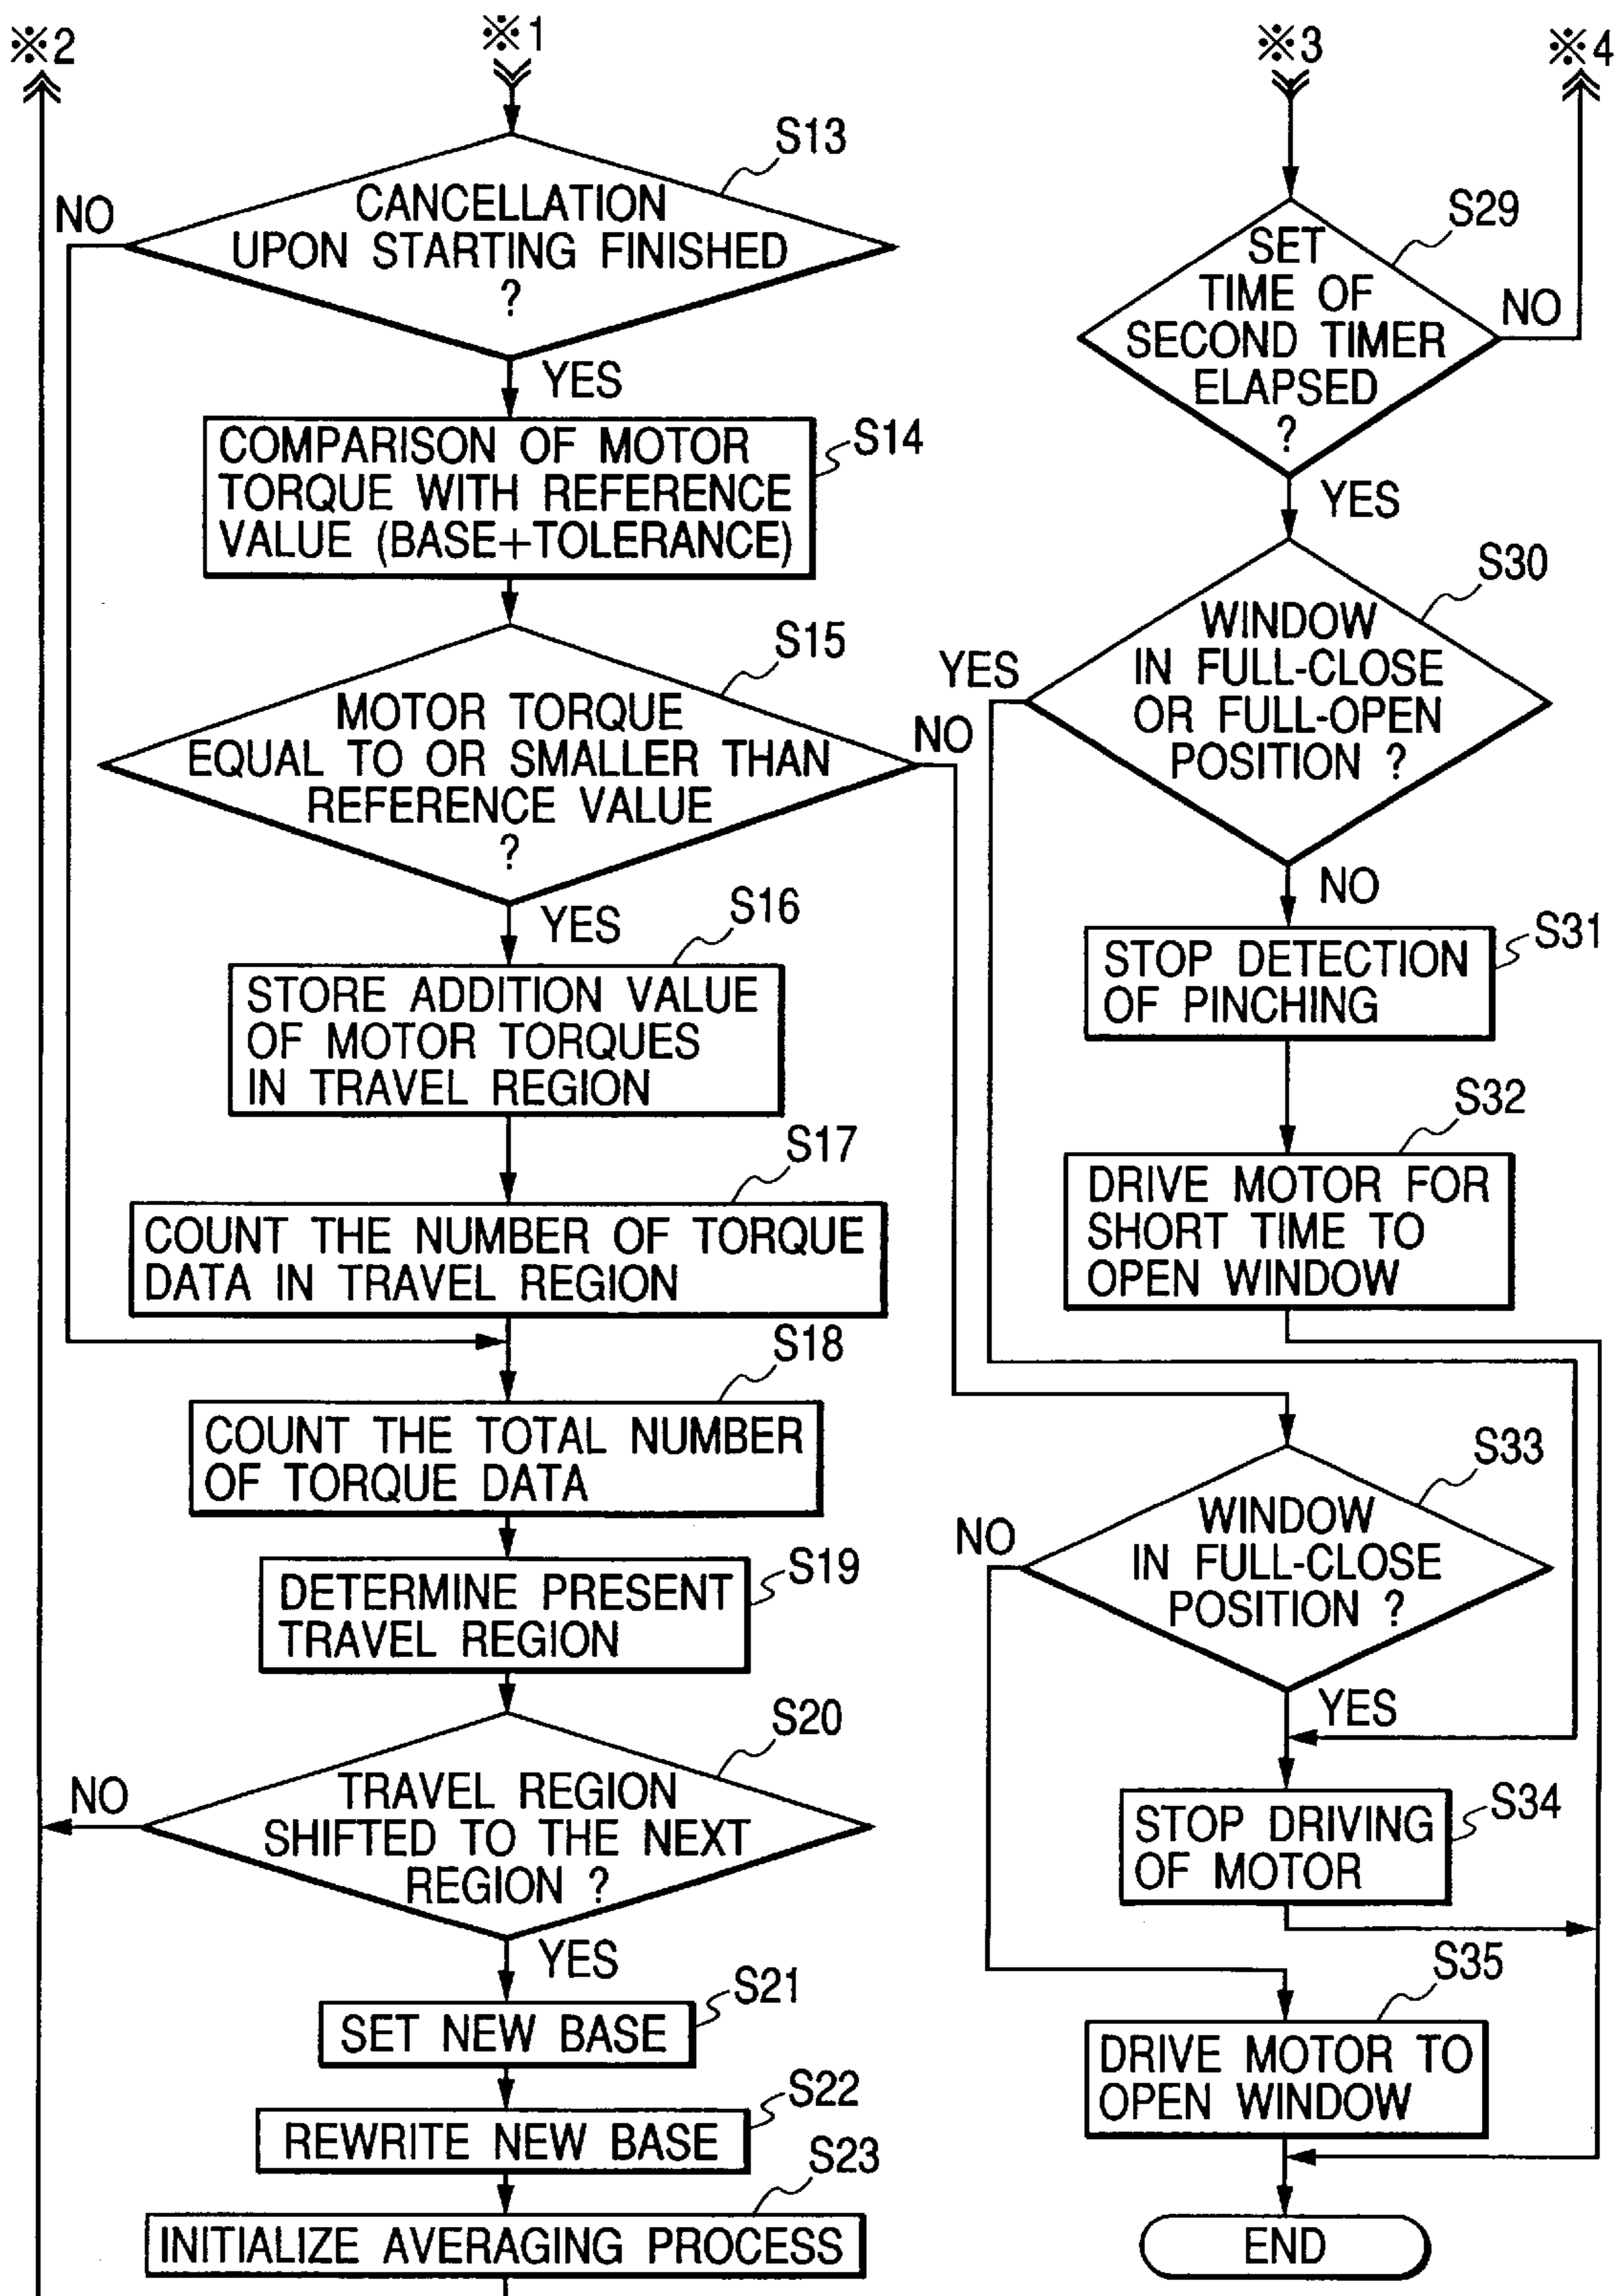 ※2
※1
S13
NO
CANCELLATION
UPON STARTING FINISHED
?
YES
COMPARISON OF MOTOR
TORQUE WITH REFERENCE
VALUE (BASE+TOLERANCE)
S14
S15
MOTOR TORQUE
EQUAL TO OR SMALLER THAN
REFERENCE VALUE
?
NO
YES
S16
STORE ADDITION VALUE
OF MOTOR TORQUES
IN TRAVEL REGION
S17
COUNT THE NUMBER OF TORQUE
DATA IN TRAVEL REGION
S18
COUNT THE TOTAL NUMBER
OF TORQUE DATA
S19
DETERMINE PRESENT
TRAVEL REGION
S20
NO
TRAVEL REGION
SHIFTED TO THE NEXT
REGION ?
YES
S21
SET NEW BASE
S22
REWRITE NEW BASE
S23
INITIALIZE AVERAGING PROCESS
※3
※4
S29
SET
TIME OF
SECOND TIMER
ELAPSED
?
NO
YES
S30
YES
WINDOW
IN FULL-CLOSE
OR FULL-OPEN
POSITION ?
NO
S31
STOP DETECTION
OF PINCHING
S32
DRIVE MOTOR FOR
SHORT TIME TO
OPEN WINDOW
S33
NO
WINDOW
IN FULL-CLOSE
POSITION ?
YES
S34
STOP DRIVING
OF MOTOR
S35
DRIVE MOTOR TO
OPEN WINDOW
END